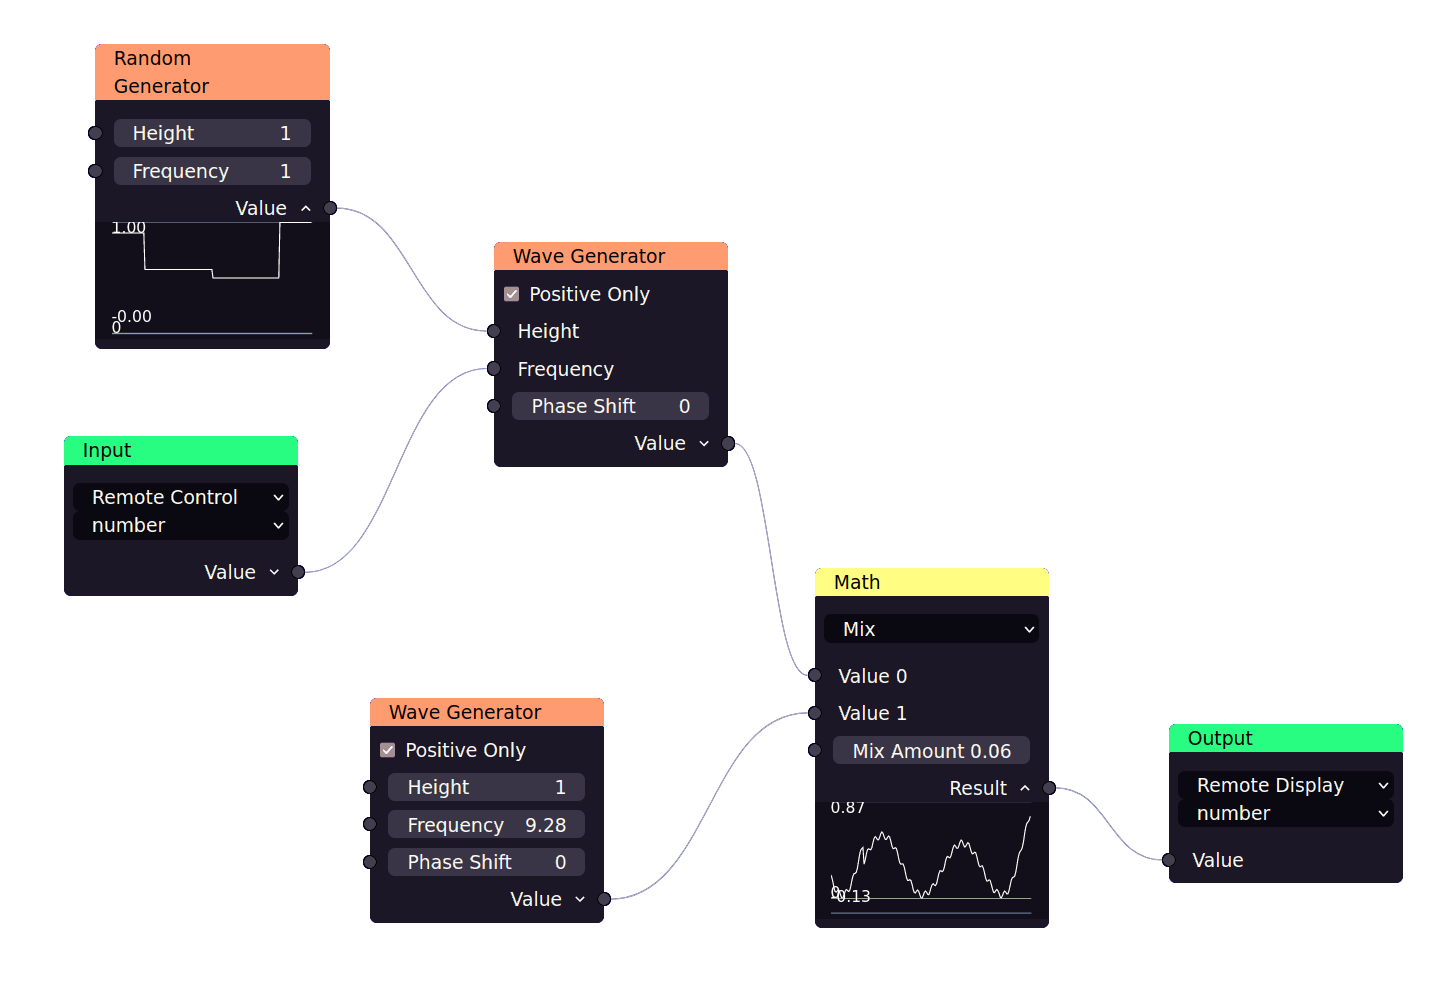 Random
Generator
Height 1
Frequency 1
Value
1.00
-0.00
0
Wave Generator
Positive Only
Height
Frequency
Phase Shift 0
Value
Input
Remote Control
number
Value
Wave Generator
Positive Only
Height 1
Frequency 9.28
Phase Shift 0
Value
Math
Mix
Value 0
Value 1
Mix Amount 0.06
Result
0.87
0
-0.13
Output
Remote Display
number
Value